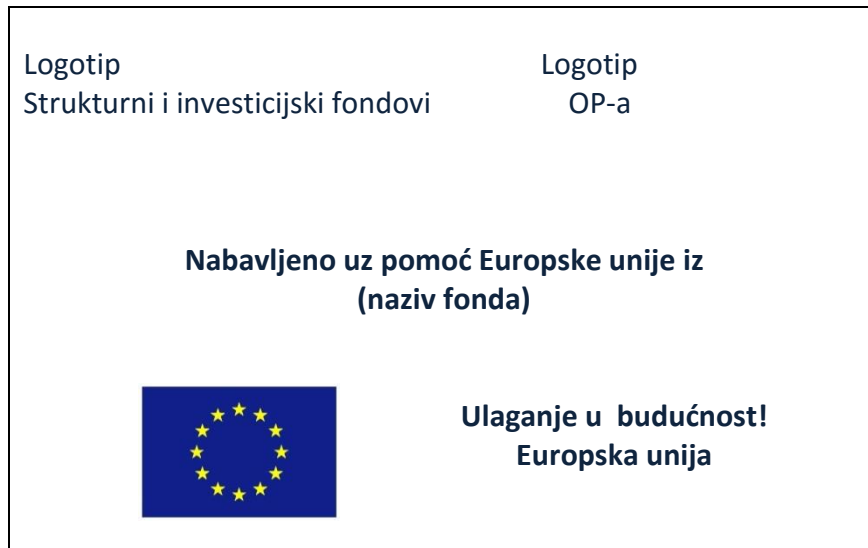 Logotip
Strukturni i investicijski fondovi
Logotip
OP-a
Nabavljeno uz pomoć Europske unije iz
(naziv fonda)
Ulaganje u  budućnost!
Europska unija